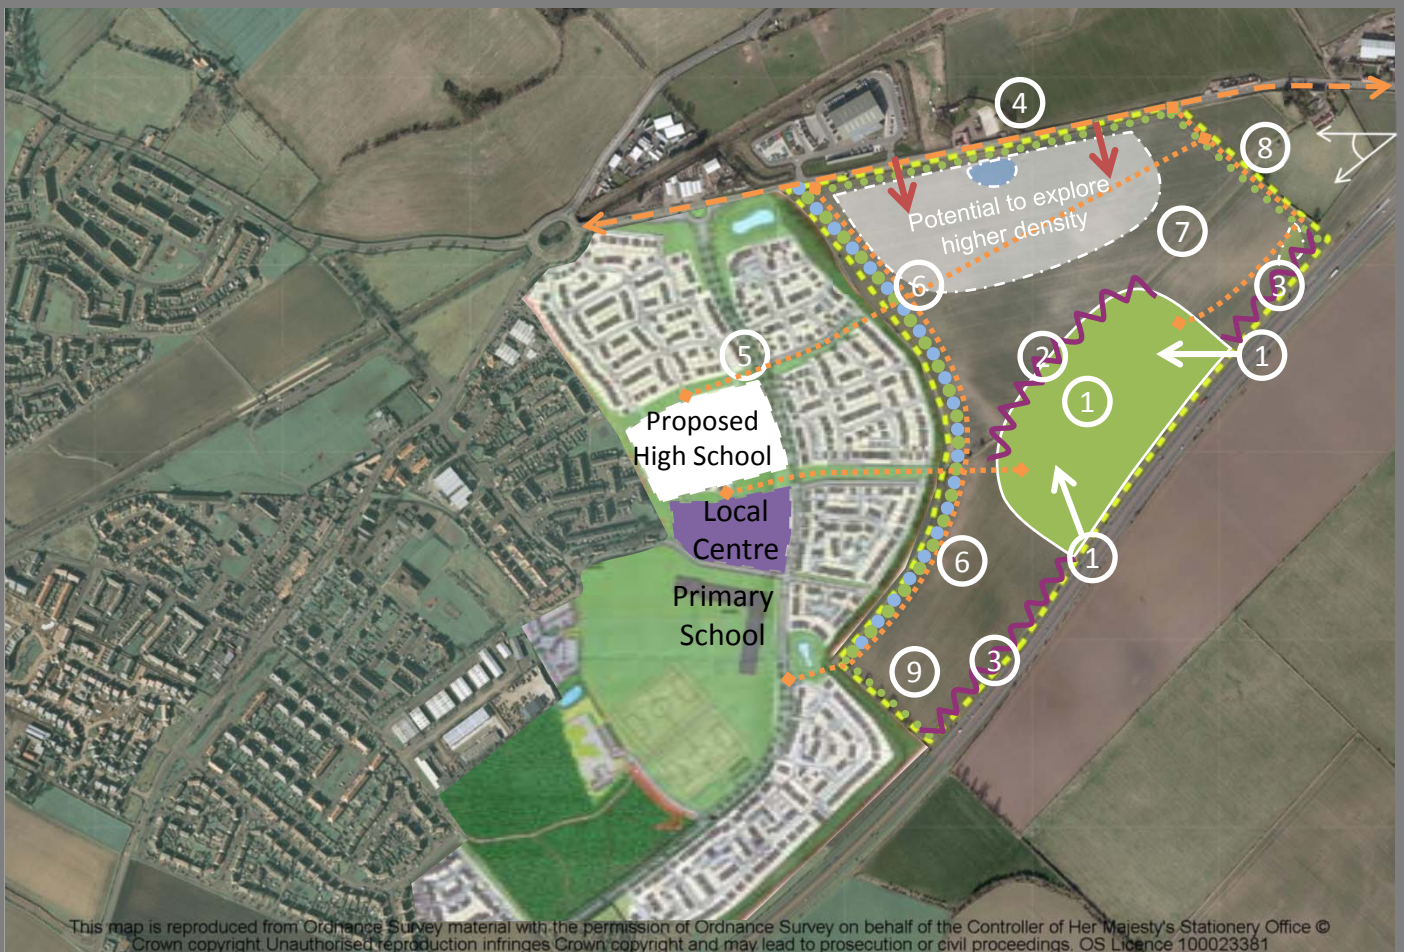 4
8
Potential to explore
higher density
7
6
3
5
2
1
1
Proposed
High School
Local
Centre
6
1
Primary
School
9
3
This map is reproduced from Ordnance Survey material with the permission of Ordnance Survey on behalf of the Controller of Her Majesty's Stationery Office ©
Crown copyright.Unauthorised reproduction infringes Crown copyright and may lead to prosecution or civil proceedings. OS Licence 100023381